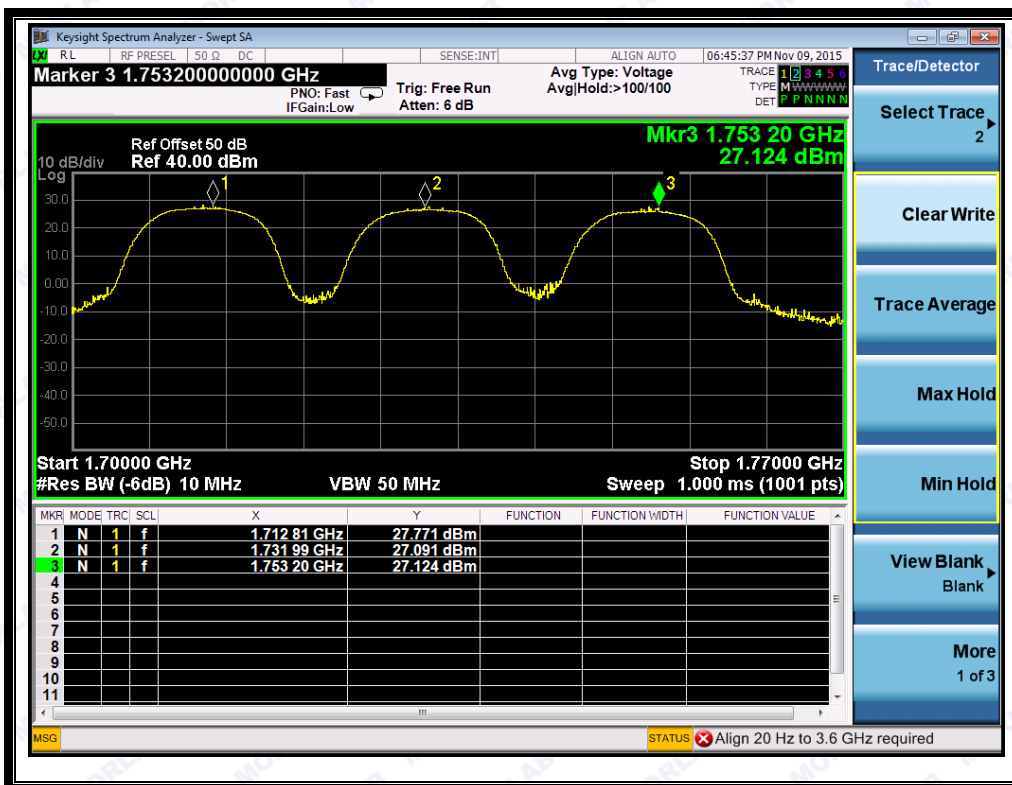 Keysight Spectrum Analyzer - Swept SA
LXI RL RF PRESEL 50 Ω DC SENSE:INT ALIGN AUTO 06:45:37 PM Nov 09, 2015
Marker 3 1.753200000000 GHz
PNO: Fast
IFGain:Low
Trig: Free Run
Atten: 6 dB
Avg Type: Voltage
Avg|Hold:>100/100
TRACE 1 2 3 4 5 6
TYPE M W W W W W
DET P P N N N N
Mkr3 1.753 20 GHz
27.124 dBm
Ref Offset 50 dB
10 dB/div Ref 40.00 dBm
Log
30.0
20.0
10.0
0.00
-10.0
-20.0
-30.0
-40.0
-50.0
1
2
3
Start 1.70000 GHz Stop 1.77000 GHz
#Res BW (-6dB) 10 MHz VBW 50 MHz Sweep 1.000 ms (1001 pts)
MKR MODE TRC SCL X Y FUNCTION FUNCTION WIDTH FUNCTION VALUE
1 N 1 f 1.712 81 GHz 27.771 dBm
2 N 1 f 1.731 99 GHz 27.091 dBm
3 N 1 f 1.753 20 GHz 27.124 dBm
4
5
6
7
8
9
10
11
MSG STATUS Align 20 Hz to 3.6 GHz required
Trace/Detector
Select Trace
2
Clear Write
Trace Average
Max Hold
Min Hold
View Blank
Blank
More
1 of 3